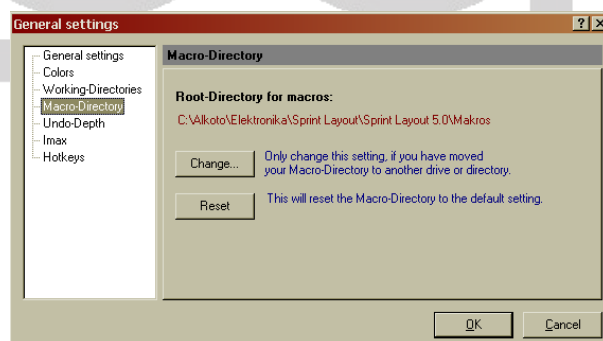 General settings
General settings
Colors
Working-Directories
Macro-Directory
Undo-Depth
Imax
Hotkeys
Macro-Directory
Root-Directory for macros:
C:\Alkoto\Elektronika\Sprint Layout\Sprint Layout 5.0\Makros
Change...
Only change this setting, if you have moved
your Macro-Directory to another drive or directory.
Reset
This will reset the Macro-Directory to the default setting.
OK
Cancel